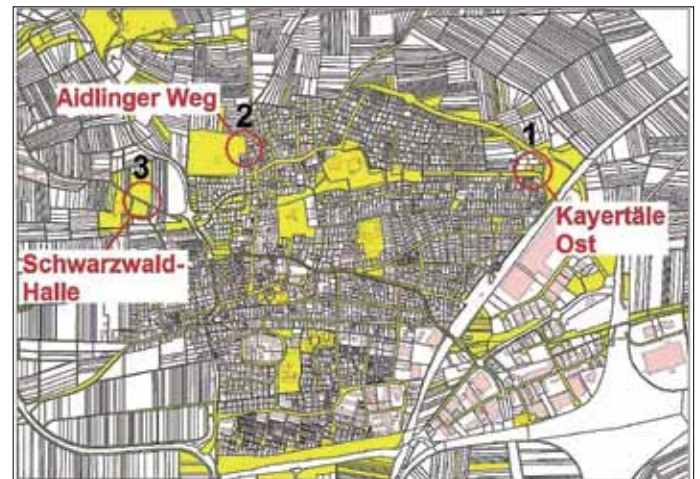 Aidlinger Weg
2
1
3
Kayertäle
Ost
Schwarzwald-
Halle